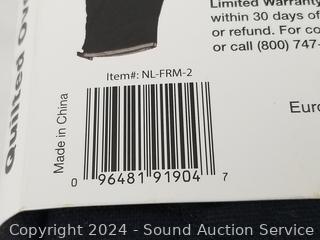 Limited Warranty
within 30 days of
or refund. For co
or call (800) 747-
Quilted Ove
Item#: NL-FRM-2
Made in China
Euro
0 96481 91904 7
Copyright 2024 - Sound Auction Service